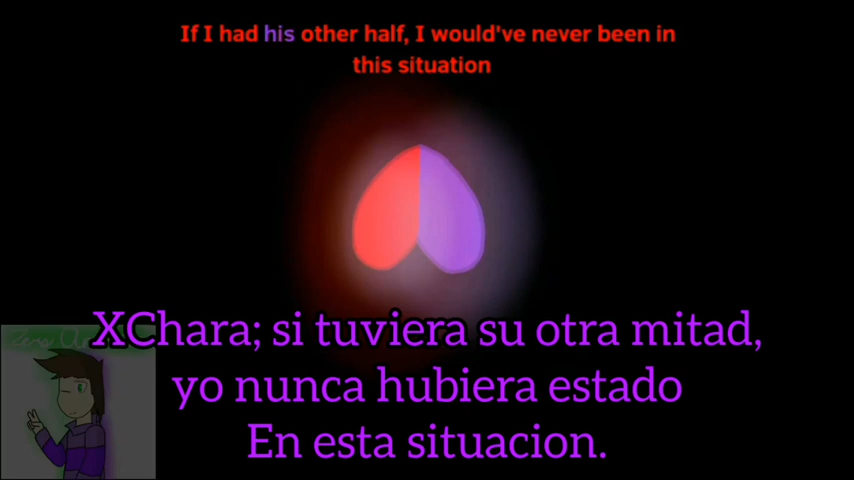 If I had his other half, I would've never been in
this situation
XChara; si tuviera su otra mitad,
yo nunca hubiera estado
En esta situacion.